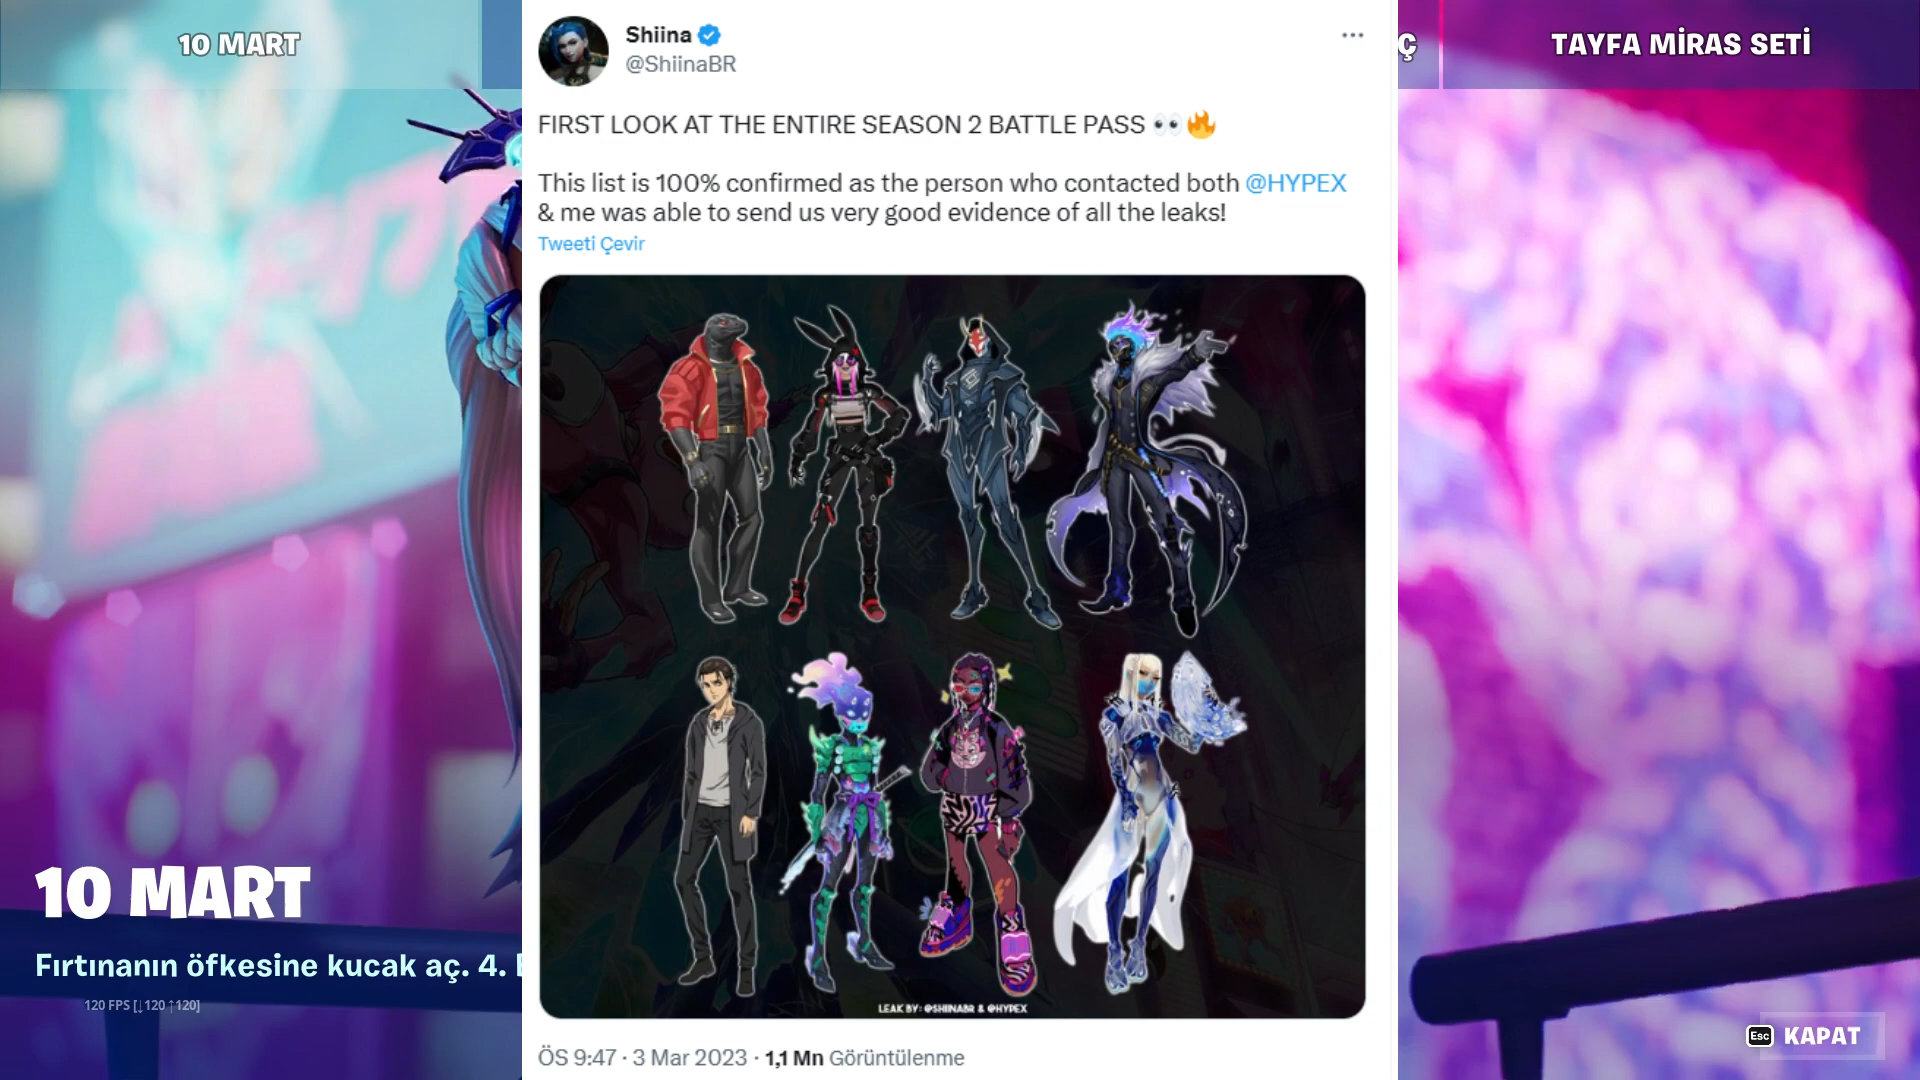 10 MART
Ç
TAYFA MİRAS SETİ
Shiina
@ShiinaBR
FIRST LOOK AT THE ENTIRE SEASON 2 BATTLE PASS 👀🔥
This list is 100% confirmed as the person who contacted both @HYPEX
& me was able to send us very good evidence of all the leaks!
Tweeti Çevir
LEAK BY: @SHIINABR & @HYPEX
ÖS 9:47 · 3 Mar 2023 · 1,1 Mn Görüntülenme
10 MART
Fırtınanın öfkesine kucak aç. 4.
120 FPS [↓120 ↑120]
Esc KAPAT